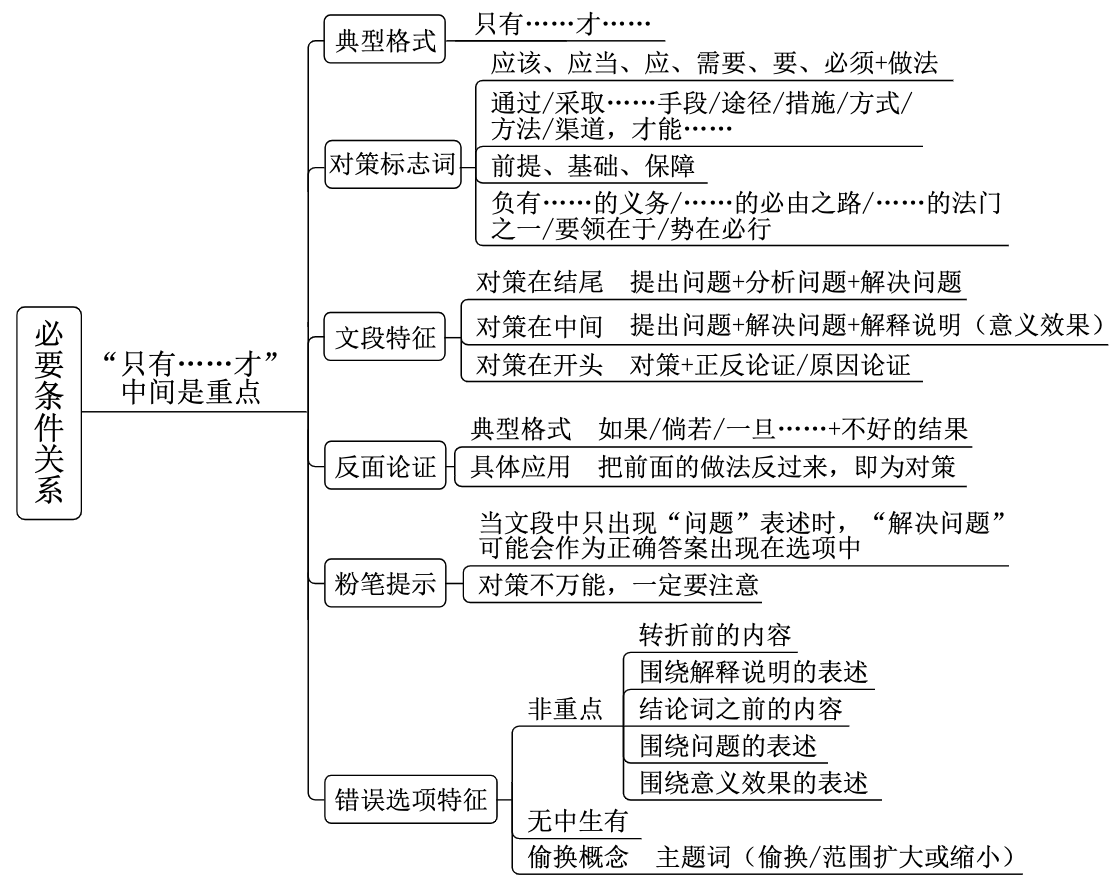 必要条件关系
“只有……才”
中间是重点
典型格式
只有……才……
对策标志词
应该、应当、应、需要、要、必须+做法
通过/采取……手段/途径/措施/方式/
方法/渠道，才能……
前提、基础、保障
负有……的义务/……的必由之路/……的法门
之一/要领在于/势在必行
文段特征
对策在结尾 提出问题+分析问题+解决问题
对策在中间 提出问题+解决问题+解释说明（意义效果）
对策在开头 对策+正反论证/原因论证
反面论证
典型格式 如果/倘若/一旦……+不好的结果
具体应用 把前面的做法反过来，即为对策
粉笔提示
当文段中只出现“问题”表述时，“解决问题”
可能会作为正确答案出现在选项中
对策不万能，一定要注意
错误选项特征
非重点
转折前的内容
围绕解释说明的表述
结论词之前的内容
围绕问题的表述
围绕意义效果的表述
无中生有
偷换概念 主题词（偷换/范围扩大或缩小）